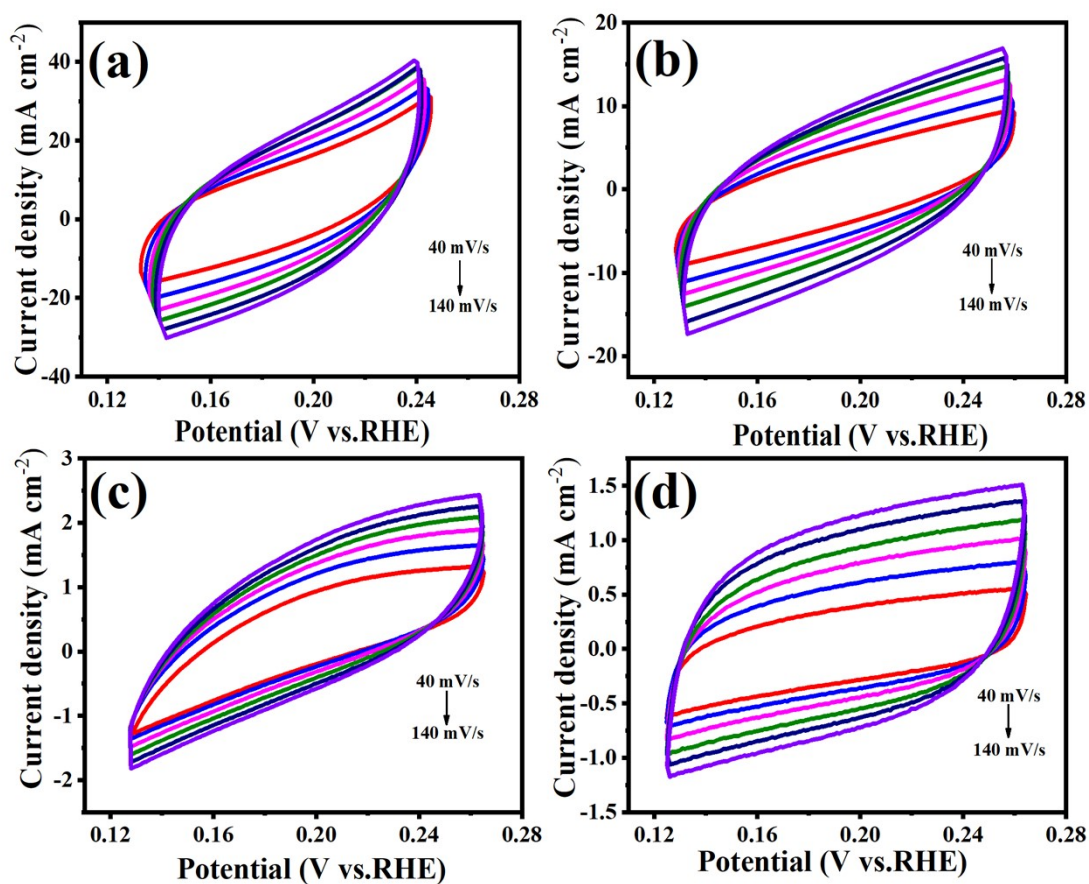 (a)
Current density (mA cm-2)
40
20
0
-20
-40
40 mV/s
140 mV/s
0.12 0.16 0.20 0.24 0.28
Potential (V vs.RHE)
(b)
Current density (mA cm-2)
20
10
0
-10
-20
40 mV/s
140 mV/s
0.12 0.16 0.20 0.24 0.28
Potential (V vs.RHE)
(c)
Current density (mA cm-2)
3
2
1
0
-1
-2
40 mV/s
140 mV/s
0.12 0.16 0.20 0.24 0.28
Potential (V vs.RHE)
(d)
Current density (mA cm-2)
1.5
1.0
0.5
0.0
-0.5
-1.0
-1.5
40 mV/s
140 mV/s
0.12 0.16 0.20 0.24 0.28
Potential (V vs.RHE)